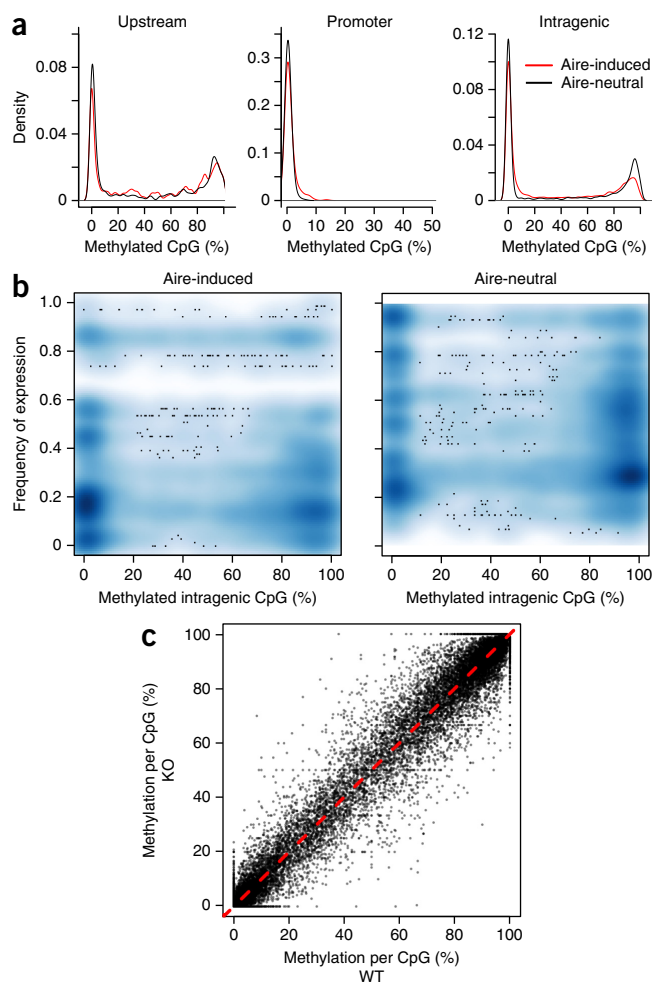 a
Upstream
Promoter
Intragenic
Density
0.08
0.04
0
0 20 40 60 80
Methylated CpG (%)
0.3
0.2
0.1
0
0 10 20 30 40 50
Methylated CpG (%)
0.12
0.08
0.04
0
0 20 40 60 80
Methylated CpG (%)
Aire-induced
Aire-neutral
b
Aire-induced
Aire-neutral
Frequency of expression
1.0
0.8
0.6
0.4
0.2
0
0 20 40 60 80 100
Methylated intragenic CpG (%)
0 20 40 60 80 100
Methylated intragenic CpG (%)
c
Methylation per CpG (%)
KO
100
80
60
40
20
0
0 20 40 60 80 100
Methylation per CpG (%)
WT